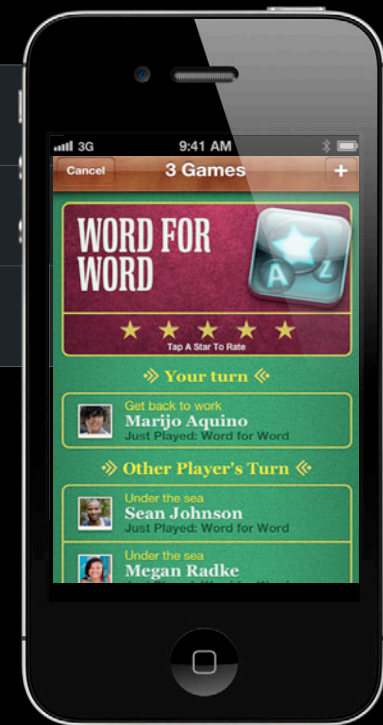 3G 9:41 AM
Cancel 3 Games +
WORD FOR
WORD
A Z
Tap A Star To Rate
Your turn
Get back to work
Marijo Aquino
Just Played: Word for Word
Other Player's Turn
Under the sea
Sean Johnson
Just Played: Word for Word
Under the sea
Megan Radke